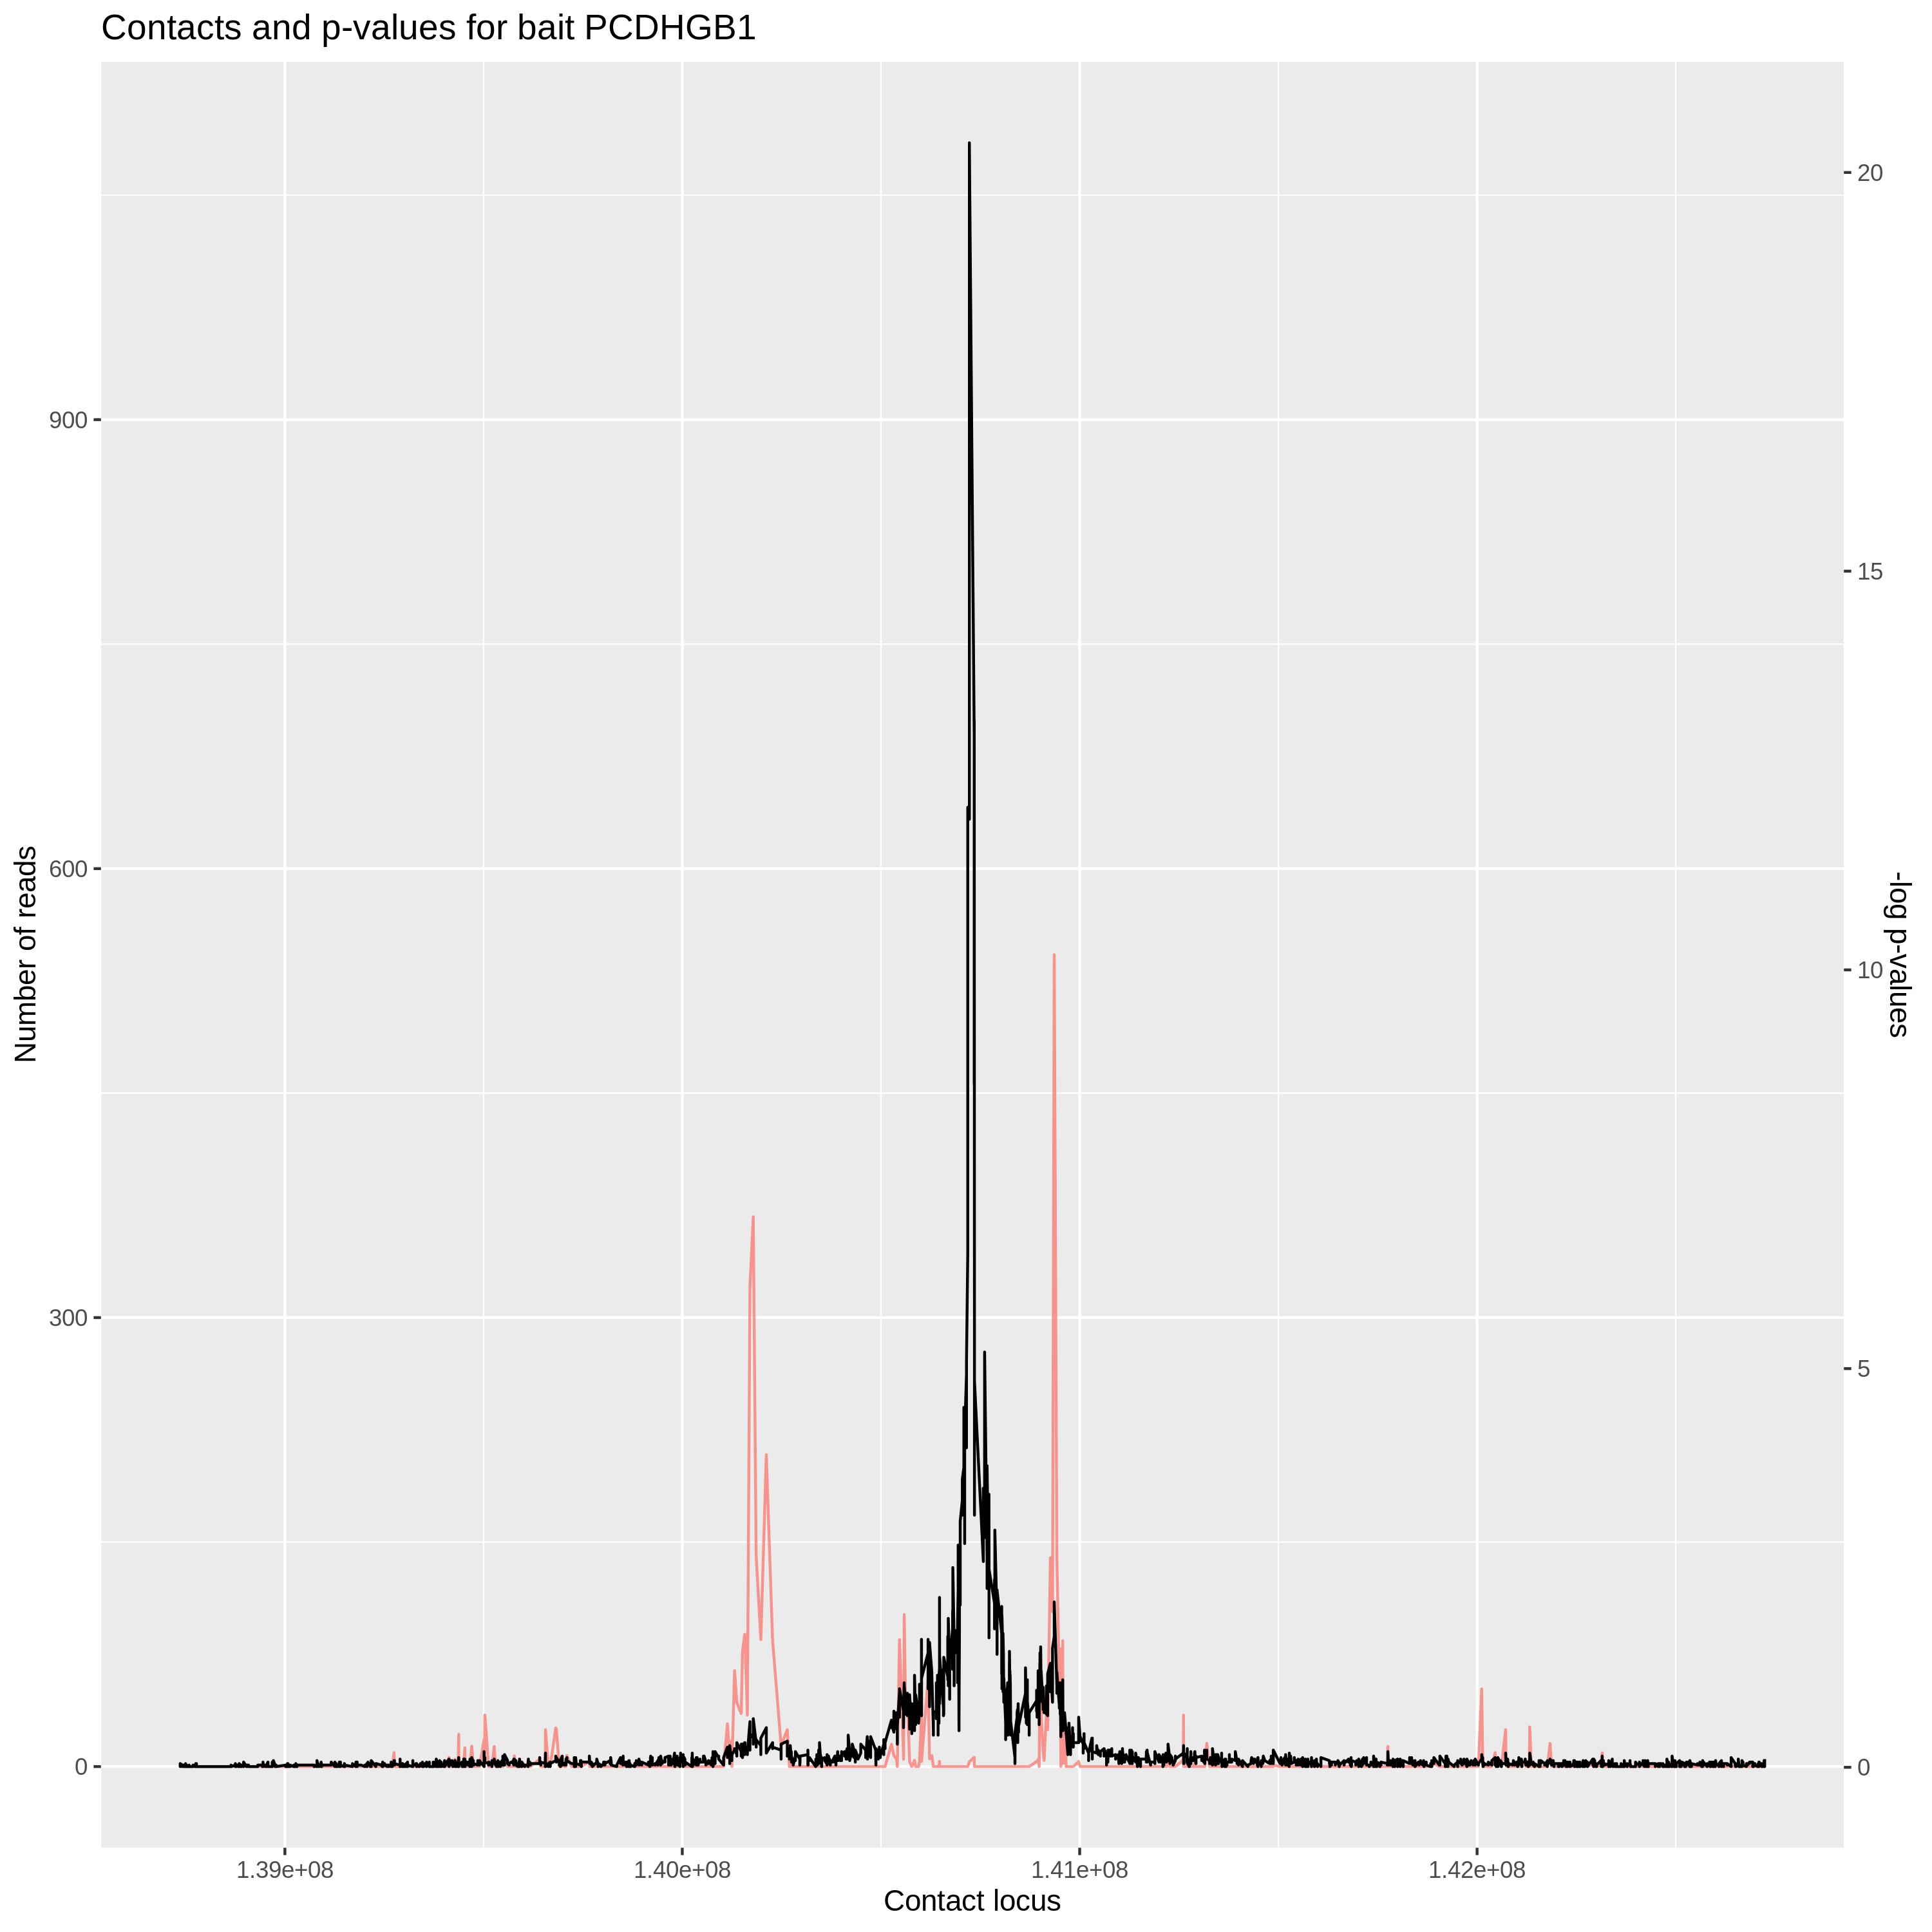 Contacts and p-values for bait PCDHGB1
20
15
10
5
0
900
600
300
0
Number of reads
-log p-values
1.39e+08
1.40e+08
1.41e+08
1.42e+08
Contact locus